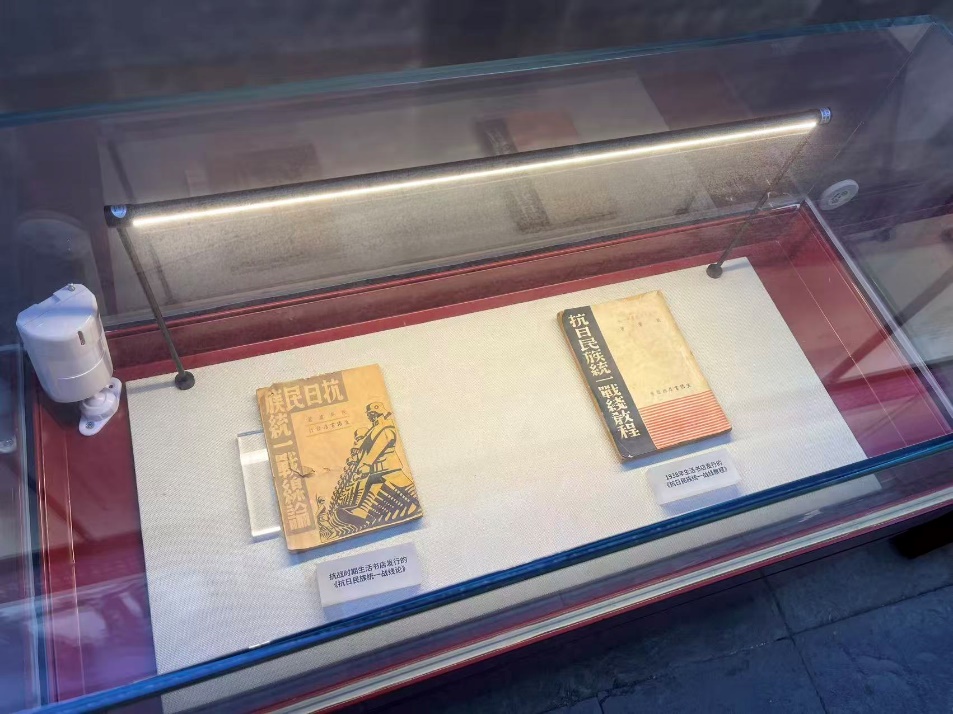 抗日民族
統一戰线論
抗战时期生活书店发行的
《抗日民族统一战线论》
抗日民族統一戰綫教程
1938年生活书店发行的
《抗日民族统一战线教程》